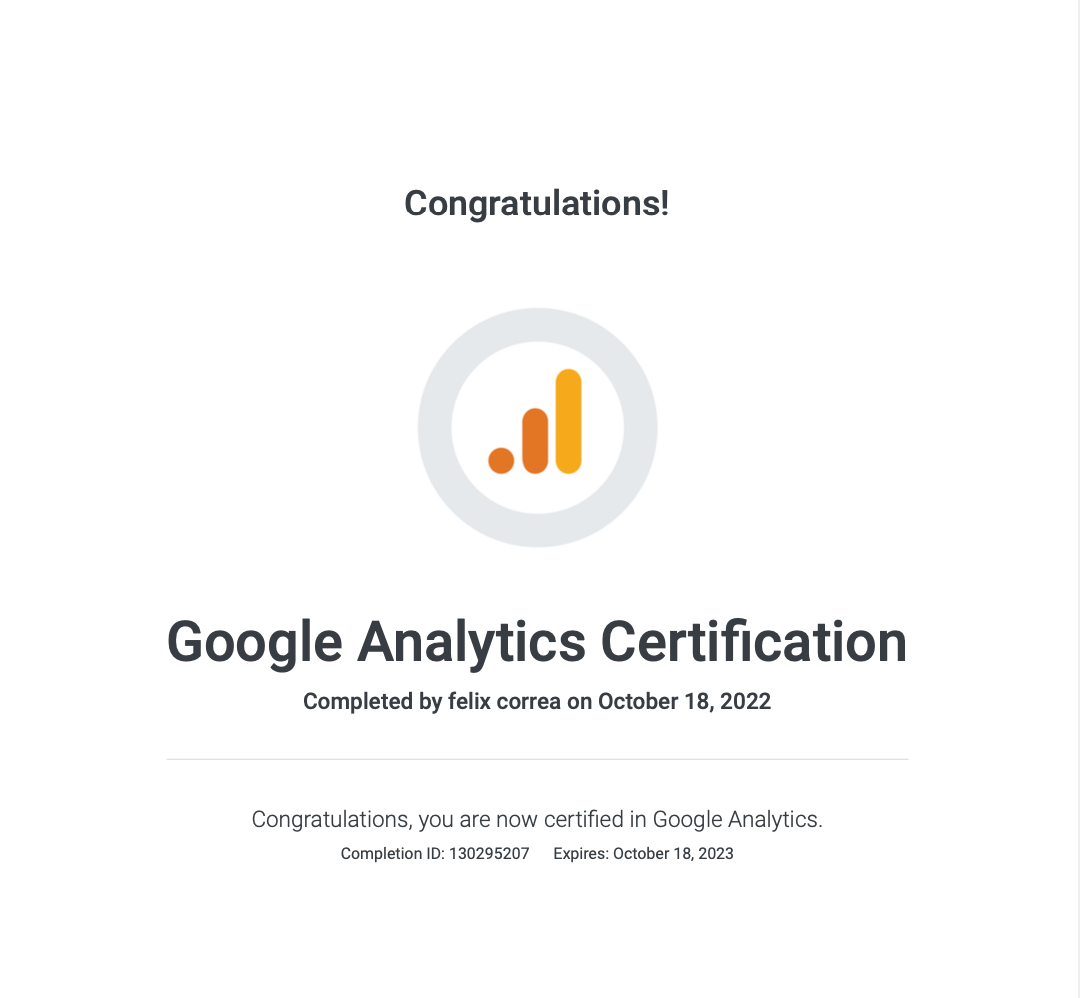 Congratulations!
Google Analytics Certification
Completed by felix correa on October 18, 2022
Congratulations, you are now certified in Google Analytics.
Completion ID: 130295207 Expires: October 18, 2023